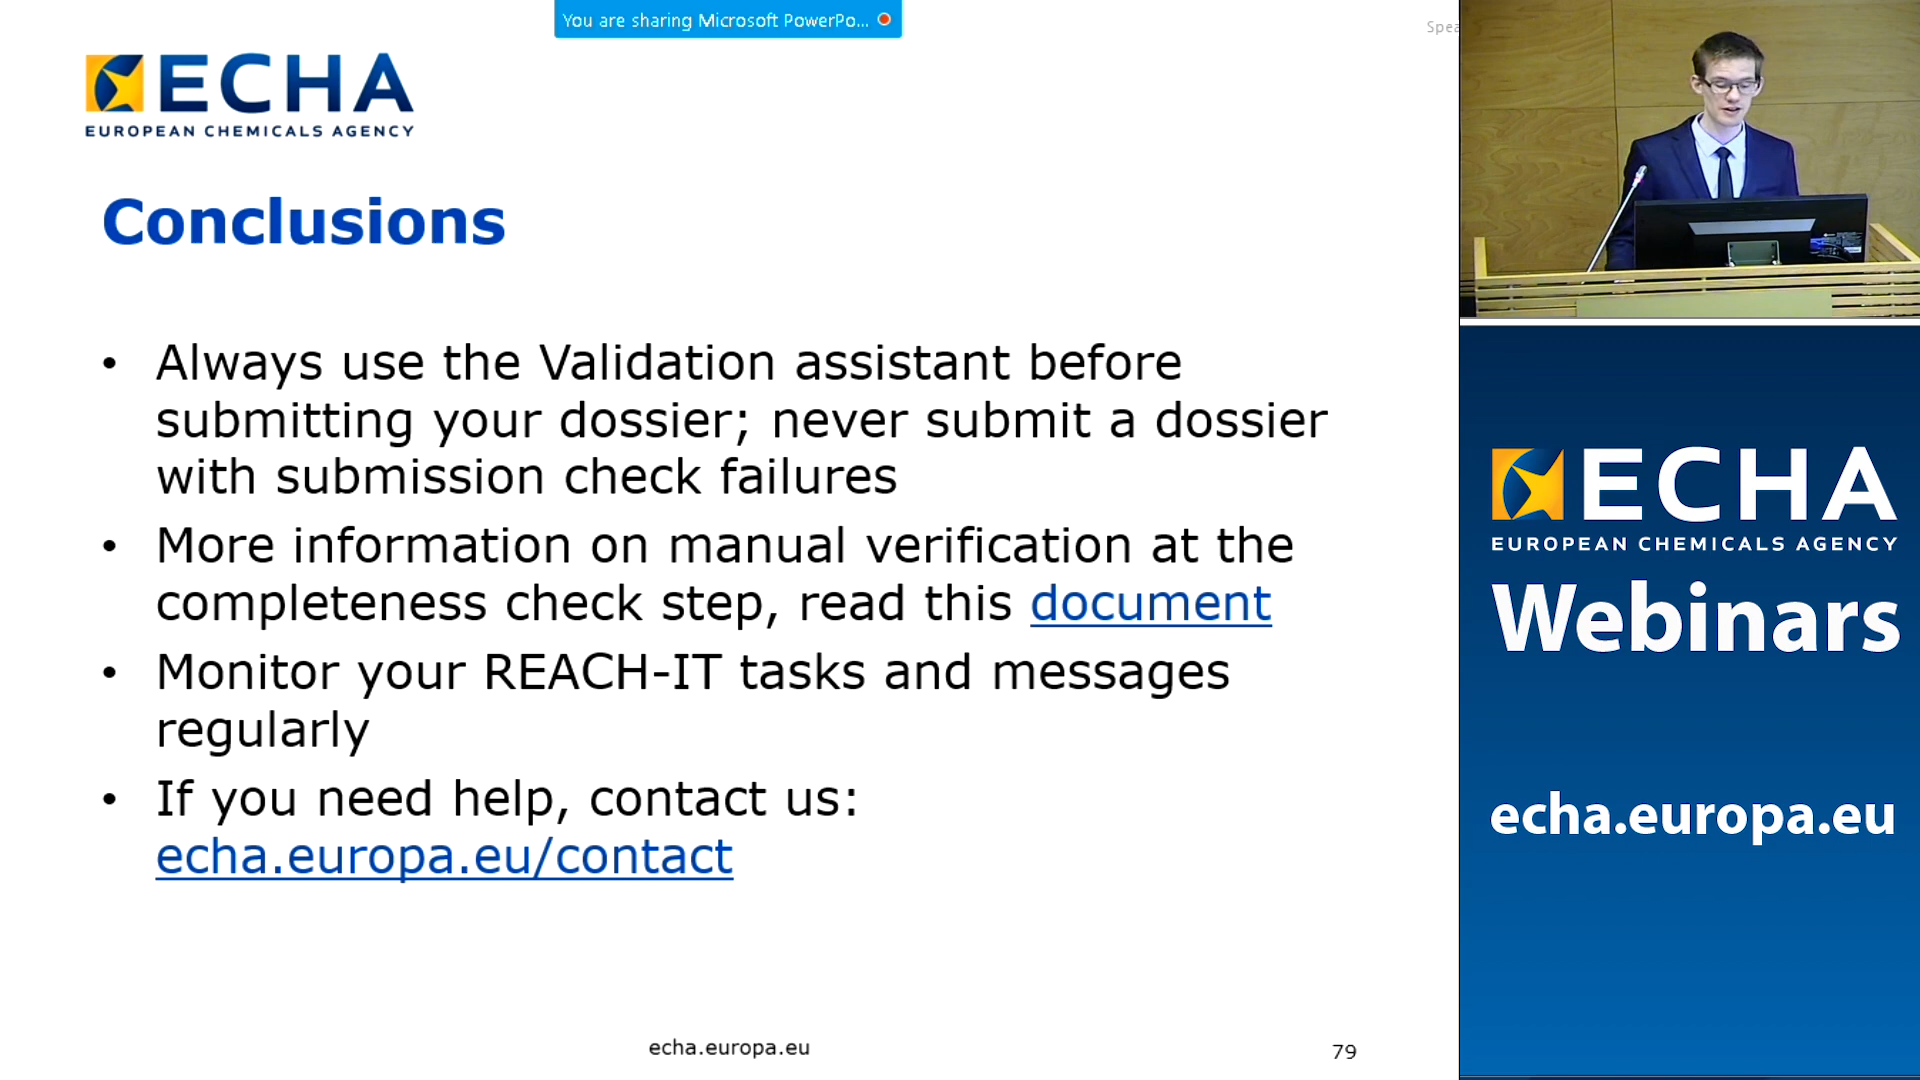 You are sharing Microsoft PowerPo...
Spea
ECHA
EUROPEAN CHEMICALS AGENCY
Conclusions
• Always use the Validation assistant before
submitting your dossier; never submit a dossier
with submission check failures
• More information on manual verification at the
completeness check step, read this document
• Monitor your REACH-IT tasks and messages
regularly
• If you need help, contact us:
echa.europa.eu/contact
echa.europa.eu
79
ECHA
EUROPEAN CHEMICALS AGENCY
Webinars
echa.europa.eu